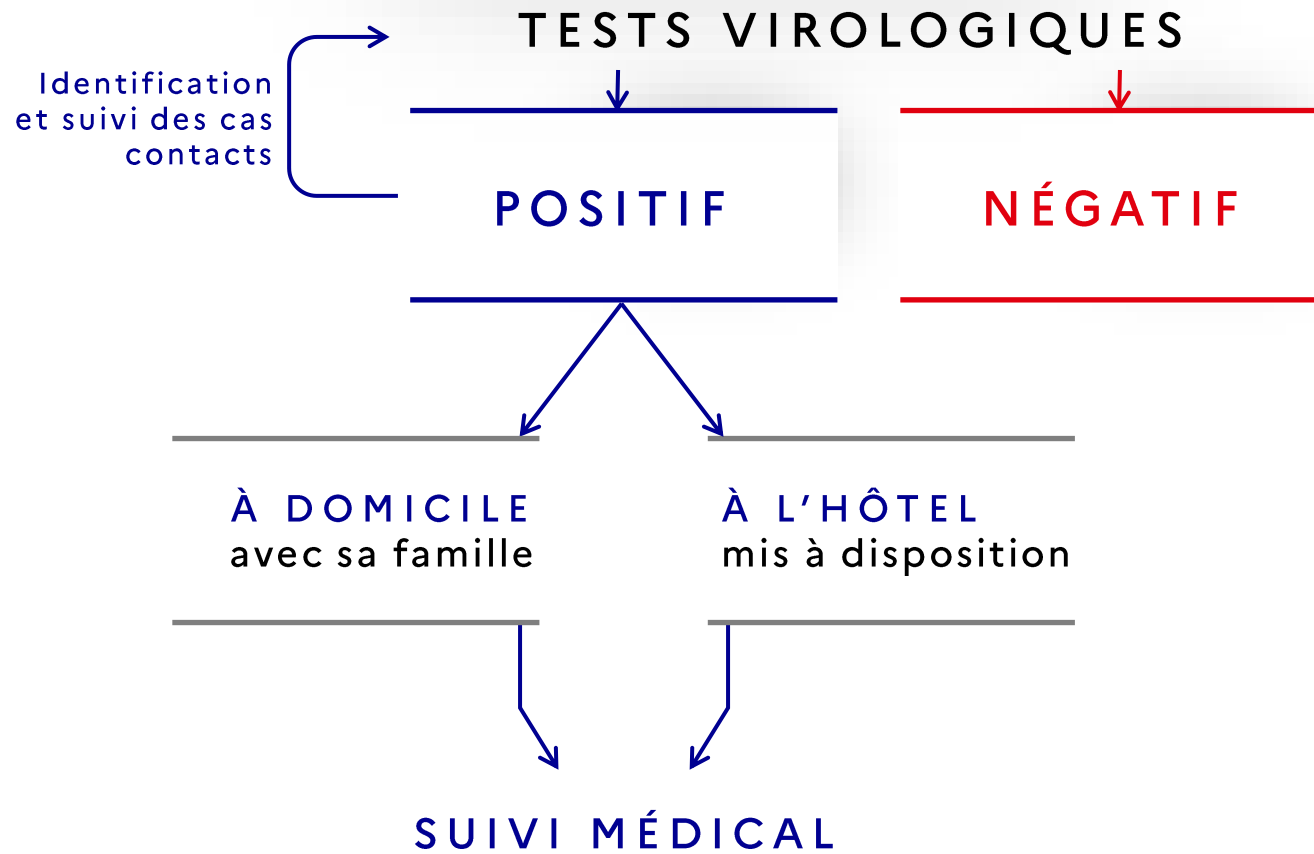 TESTS VIROLOGIQUES
Identification
et suivi des cas
contacts
POSITIF
NÉGATIF
À DOMICILE
avec sa famille
À L’HÔTEL
mis à disposition
SUIVI MÉDICAL